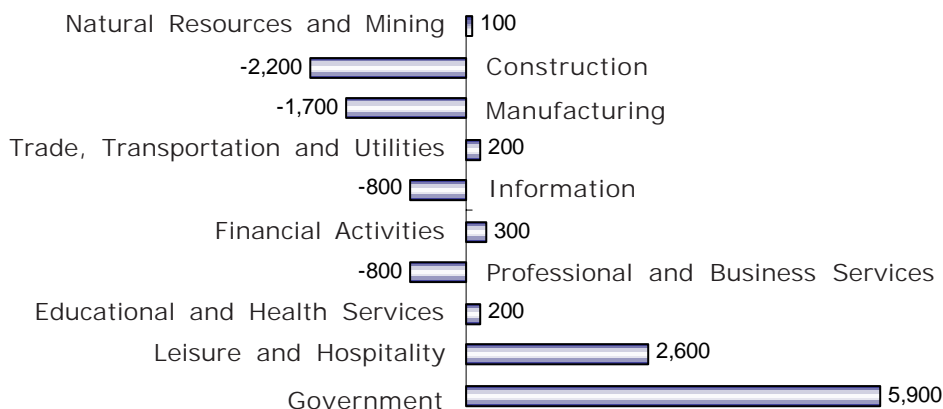 Natural Resources and Mining 100
-2,200 Construction
-1,700 Manufacturing
Trade, Transportation and Utilities 200
-800 Information
Financial Activities 300
-800 Professional and Business Services
Educational and Health Services 200
Leisure and Hospitality 2,600
Government 5,900